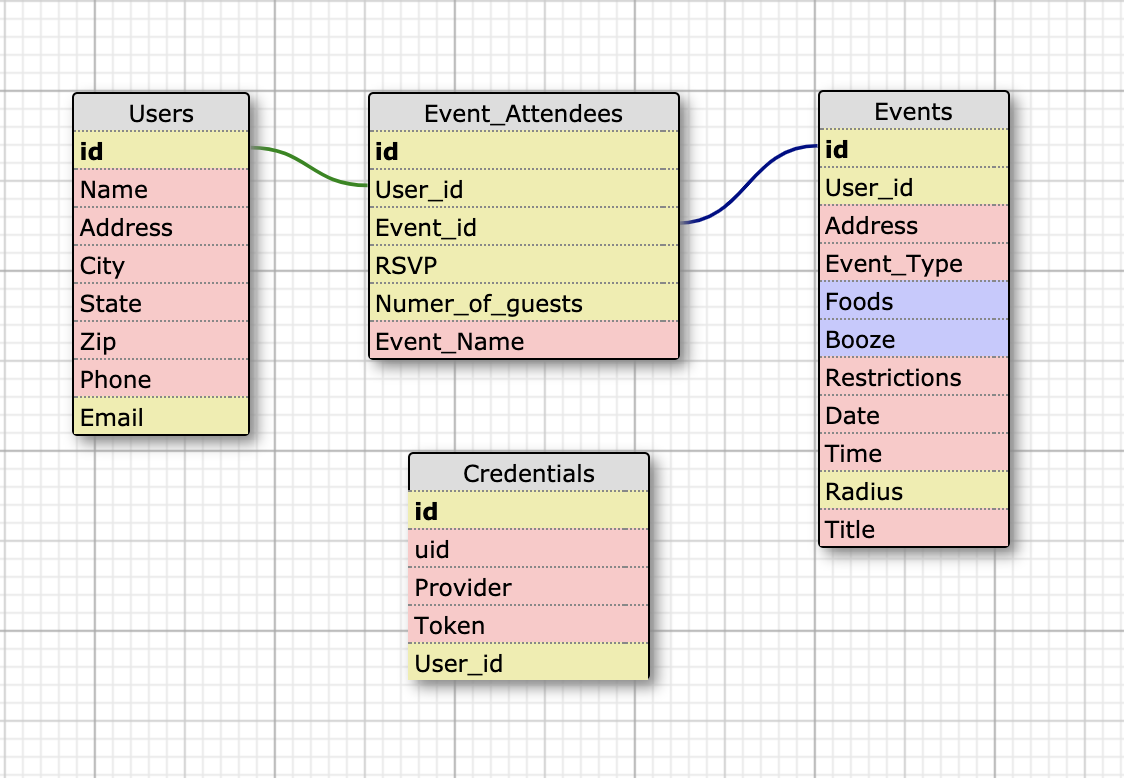 Users
id
Name
Address
City
State
Zip
Phone
Email
Event_Attendees
id
User_id
Event_id
RSVP
Numer_of_guests
Event_Name
Events
id
User_id
Address
Event_Type
Foods
Booze
Restrictions
Date
Time
Radius
Title
Credentials
id
uid
Provider
Token
User_id